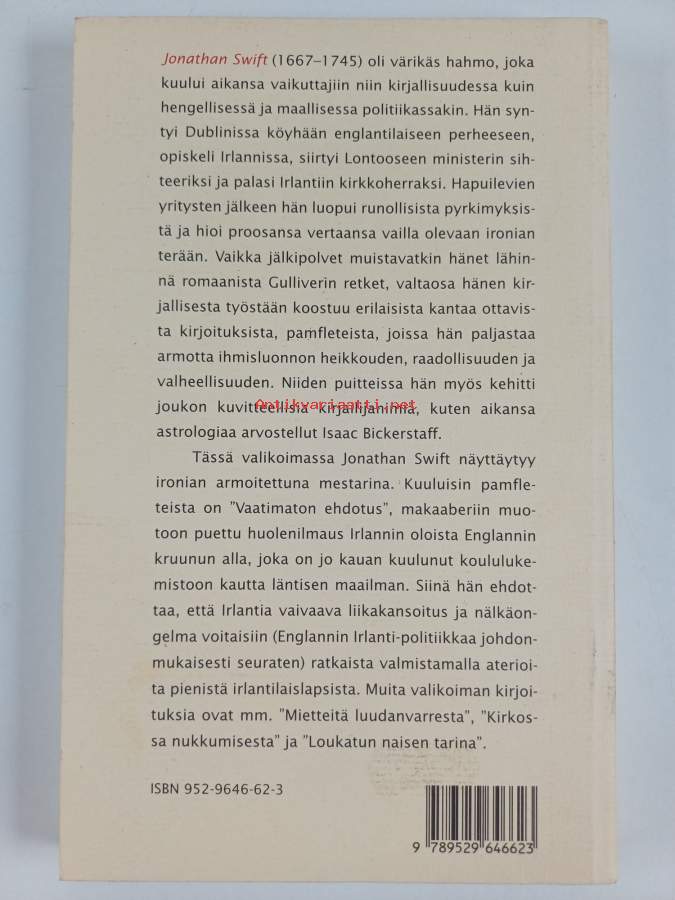 Jonathan Swift (1667–1745) oli värikäs hahmo, joka
kuului aikansa vaikuttajiin niin kirjallisuudessa kuin
hengellisessä ja maallisessa politiikassakin. Hän syn-
tyi Dublinissa köyhään englantilaiseen perheeseen,
opiskeli Irlannissa, siirtyi Lontooseen ministerin sih-
teeriksi ja palasi Irlantiin kirkkoherraksi. Hapuilevien
yritysten jälkeen hän luopui runollisista pyrkimyksis-
tä ja hioi proosansa vertaansa vailla olevaan ironian
terään. Vaikka jälkipolvet muistavatkin hänet lähin-
nä romaanista Gulliverin retket, valtaosa hänen kir-
jallisesta työstään koostuu erilaisista kantaa ottavis-
ta kirjoituksista, pamfleteista, joissa hän paljastaa
armotta ihmisluonnon heikkouden, raadollisuuden ja
valheellisuuden. Niiden puitteissa hän myös kehitti
joukon kuvitteellisia kirjailijanimiä, kuten aikansa
Antikvariaatti.net
astrologiaa arvostellut Isaac Bickerstaff.
Tässä valikoimassa Jonathan Swift näyttäytyy
ironian armoitettuna mestarina. Kuuluisin pamfle-
teista on ”Vaatimaton ehdotus”, makaaberiin muo-
toon puettu huolenilmaus Irlannin oloista Englannin
kruunun alla, joka on jo kauan kuulunut koululuke-
mistoon kautta läntisen maailman. Siinä hän ehdot-
taa, että Irlantia vaivaava liikakansoitus ja nälkäon-
gelma voitaisiin (Englannin Irlanti-politiikkaa johdon-
mukaisesti seuraten) ratkaista valmistamalla aterioi-
ta pienistä irlantilaislapsista. Muita valikoiman kirjoi-
tuksia ovat mm. ”Mietteitä luudanvarresta”, ”Kirkos-
sa nukkumisesta” ja ”Loukatun naisen tarina”.
ISBN 952-9646-62-3
9 789529 646623